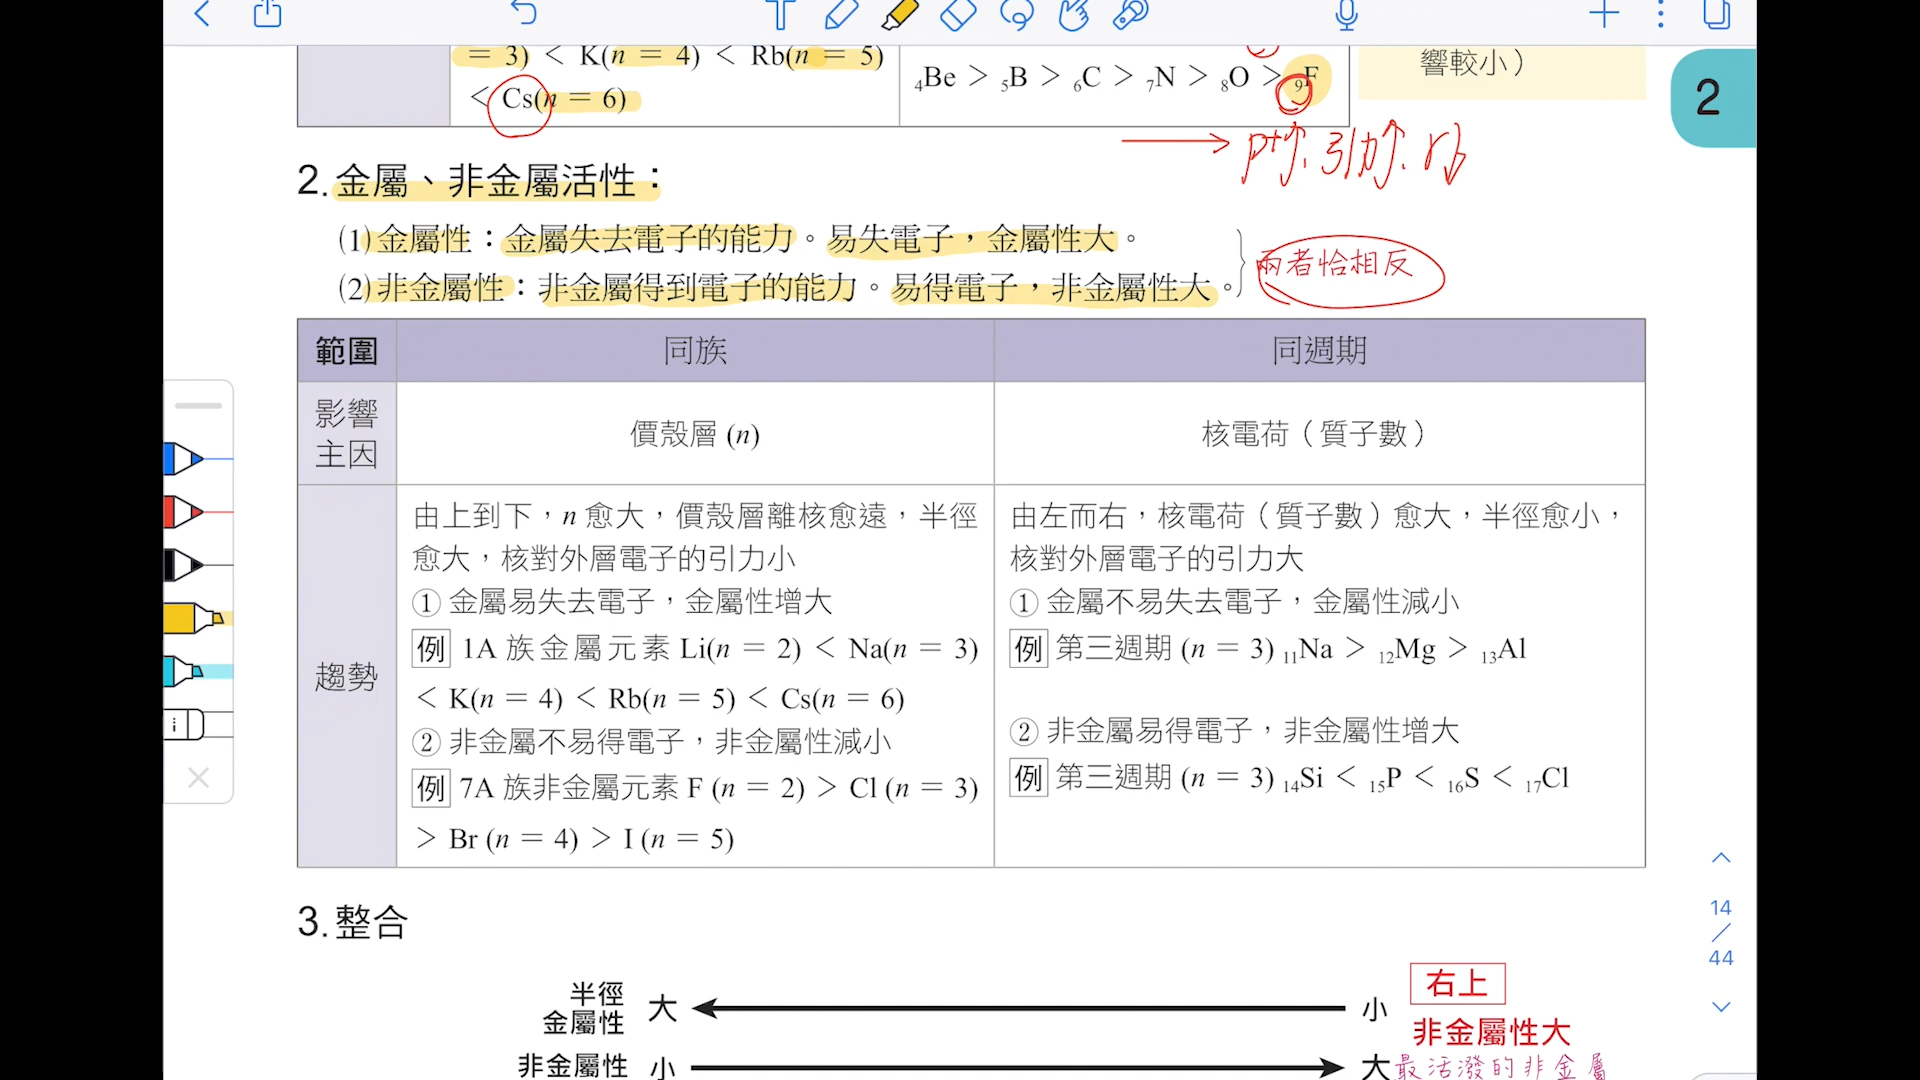 = 3) < K(n = 4) < Rb(n = 5)
< Cs(n = 6)
₄Be > ₅B > ₆C > ₇N > ₈O > ₉F
響較小）
2
P⁺↑. 引力↑. r↓
2. 金屬、非金屬活性：
(1) 金屬性：金屬失去電子的能力。易失電子，金屬性大。
(2) 非金屬性：非金屬得到電子的能力。易得電子，非金屬性大。
兩者恰相反
範圍 同族 同週期
影響
主因
價殼層 (n)
核電荷（質子數）
趨勢
由上到下，n 愈大，價殼層離核愈遠，半徑
愈大，核對外層電子的引力小
① 金屬易失去電子，金屬性增大
例 1A 族金屬元素 Li(n = 2) < Na(n = 3)
< K(n = 4) < Rb(n = 5) < Cs(n = 6)
② 非金屬不易得電子，非金屬性減小
例 7A 族非金屬元素 F (n = 2) > Cl (n = 3)
> Br (n = 4) > I (n = 5)
由左而右，核電荷（質子數）愈大，半徑愈小，
核對外層電子的引力大
① 金屬不易失去電子，金屬性減小
例 第三週期 (n = 3) ₁₁Na > ₁₂Mg > ₁₃Al
② 非金屬易得電子，非金屬性增大
例 第三週期 (n = 3) ₁₄Si < ₁₅P < ₁₆S < ₁₇Cl
3. 整合
半徑
金屬性
大 小
右上
非金屬性大
非金屬性 小 大
最活潑的非金屬
14
/
44